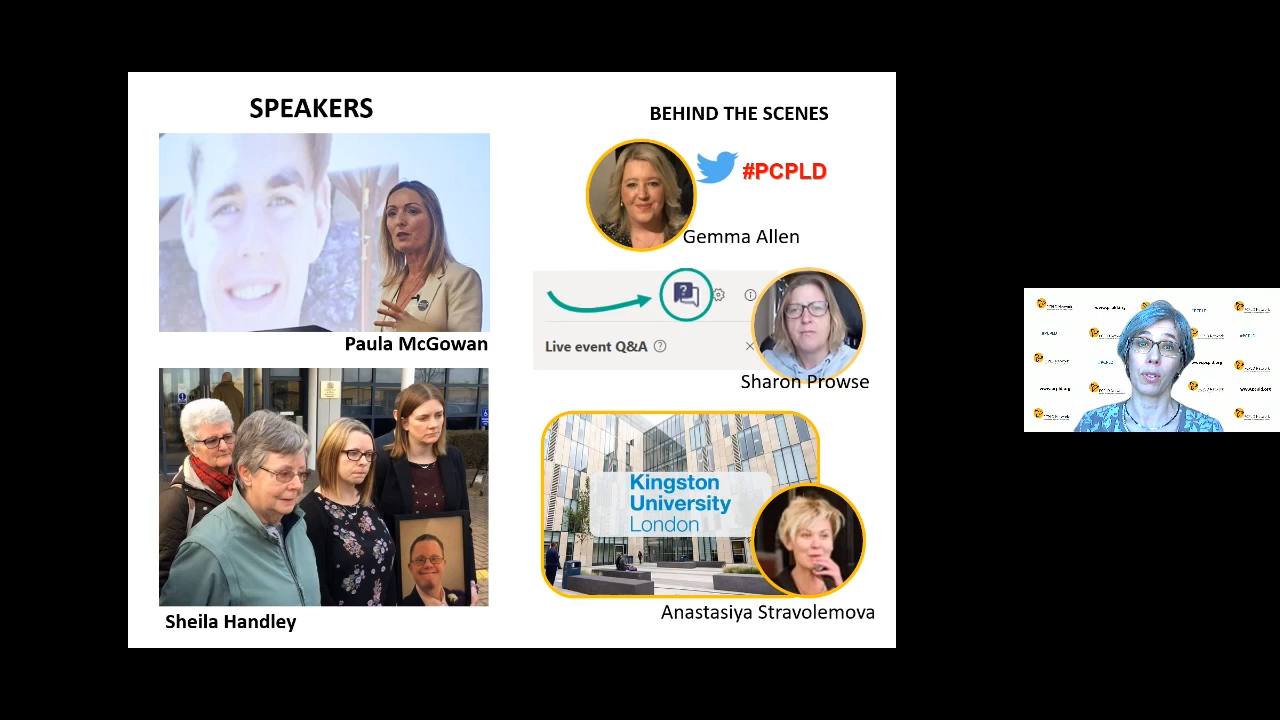 SPEAKERS
Paula McGowan
Sheila Handley
BEHIND THE SCENES
#PCPLD
Gemma Allen
Live event Q&A
Sharon Prowse
Kingston
University
London
Anastasiya Stravolemova